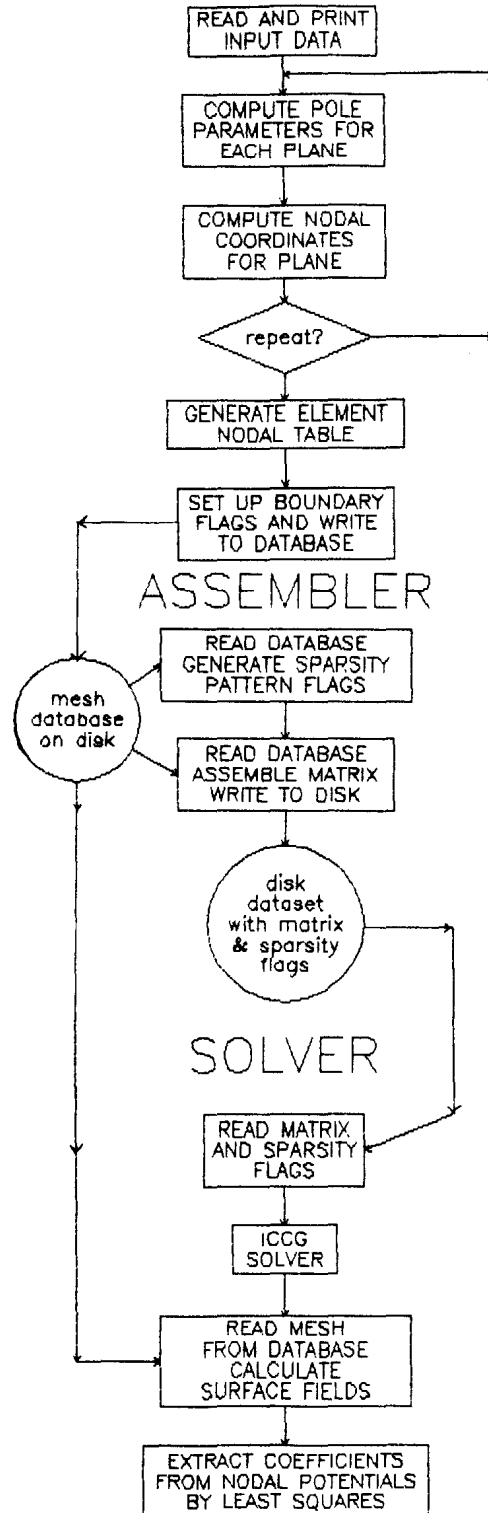 READ AND PRINT
INPUT DATA
COMPUTE POLE
PARAMETERS FOR
EACH PLANE
COMPUTE NODAL
COORDINATES
FOR PLANE
repeat?
GENERATE ELEMENT
NODAL TABLE
SET UP BOUNDARY
FLAGS AND WRITE
TO DATABASE
ASSEMBLER
READ DATABASE
GENERATE SPARSITY
PATTERN FLAGS
mesh
database
on disk
READ DATABASE
ASSEMBLE MATRIX
WRITE TO DISK
disk
dataset
with matrix
& sparsity
flags
SOLVER
READ MATRIX
AND SPARSITY
FLAGS
ICCG
SOLVER
READ MESH
FROM DATABASE
CALCULATE
SURFACE FIELDS
EXTRACT COEFFICIENTS
FROM NODAL POTENTIALS
BY LEAST SQUARES